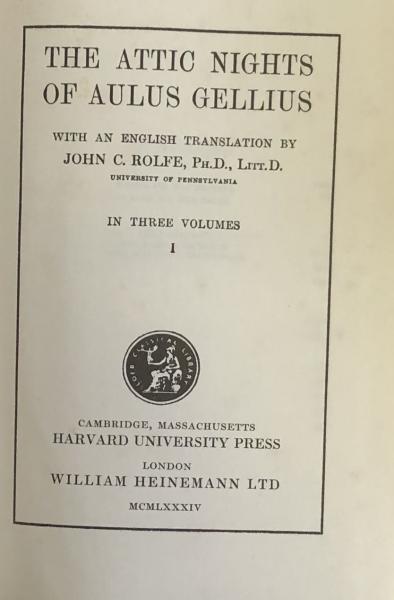 THE ATTIC NIGHTS
OF AULUS GELLIUS
WITH AN ENGLISH TRANSLATION BY
JOHN C. ROLFE, PH.D., LITT.D.
UNIVERSITY OF PENNSYLVANIA
IN THREE VOLUMES
I
LOEB CLASSICAL LIBRARY
CAMBRIDGE, MASSACHUSETTS
HARVARD UNIVERSITY PRESS
LONDON
WILLIAM HEINEMANN LTD
MCMLXXXIV